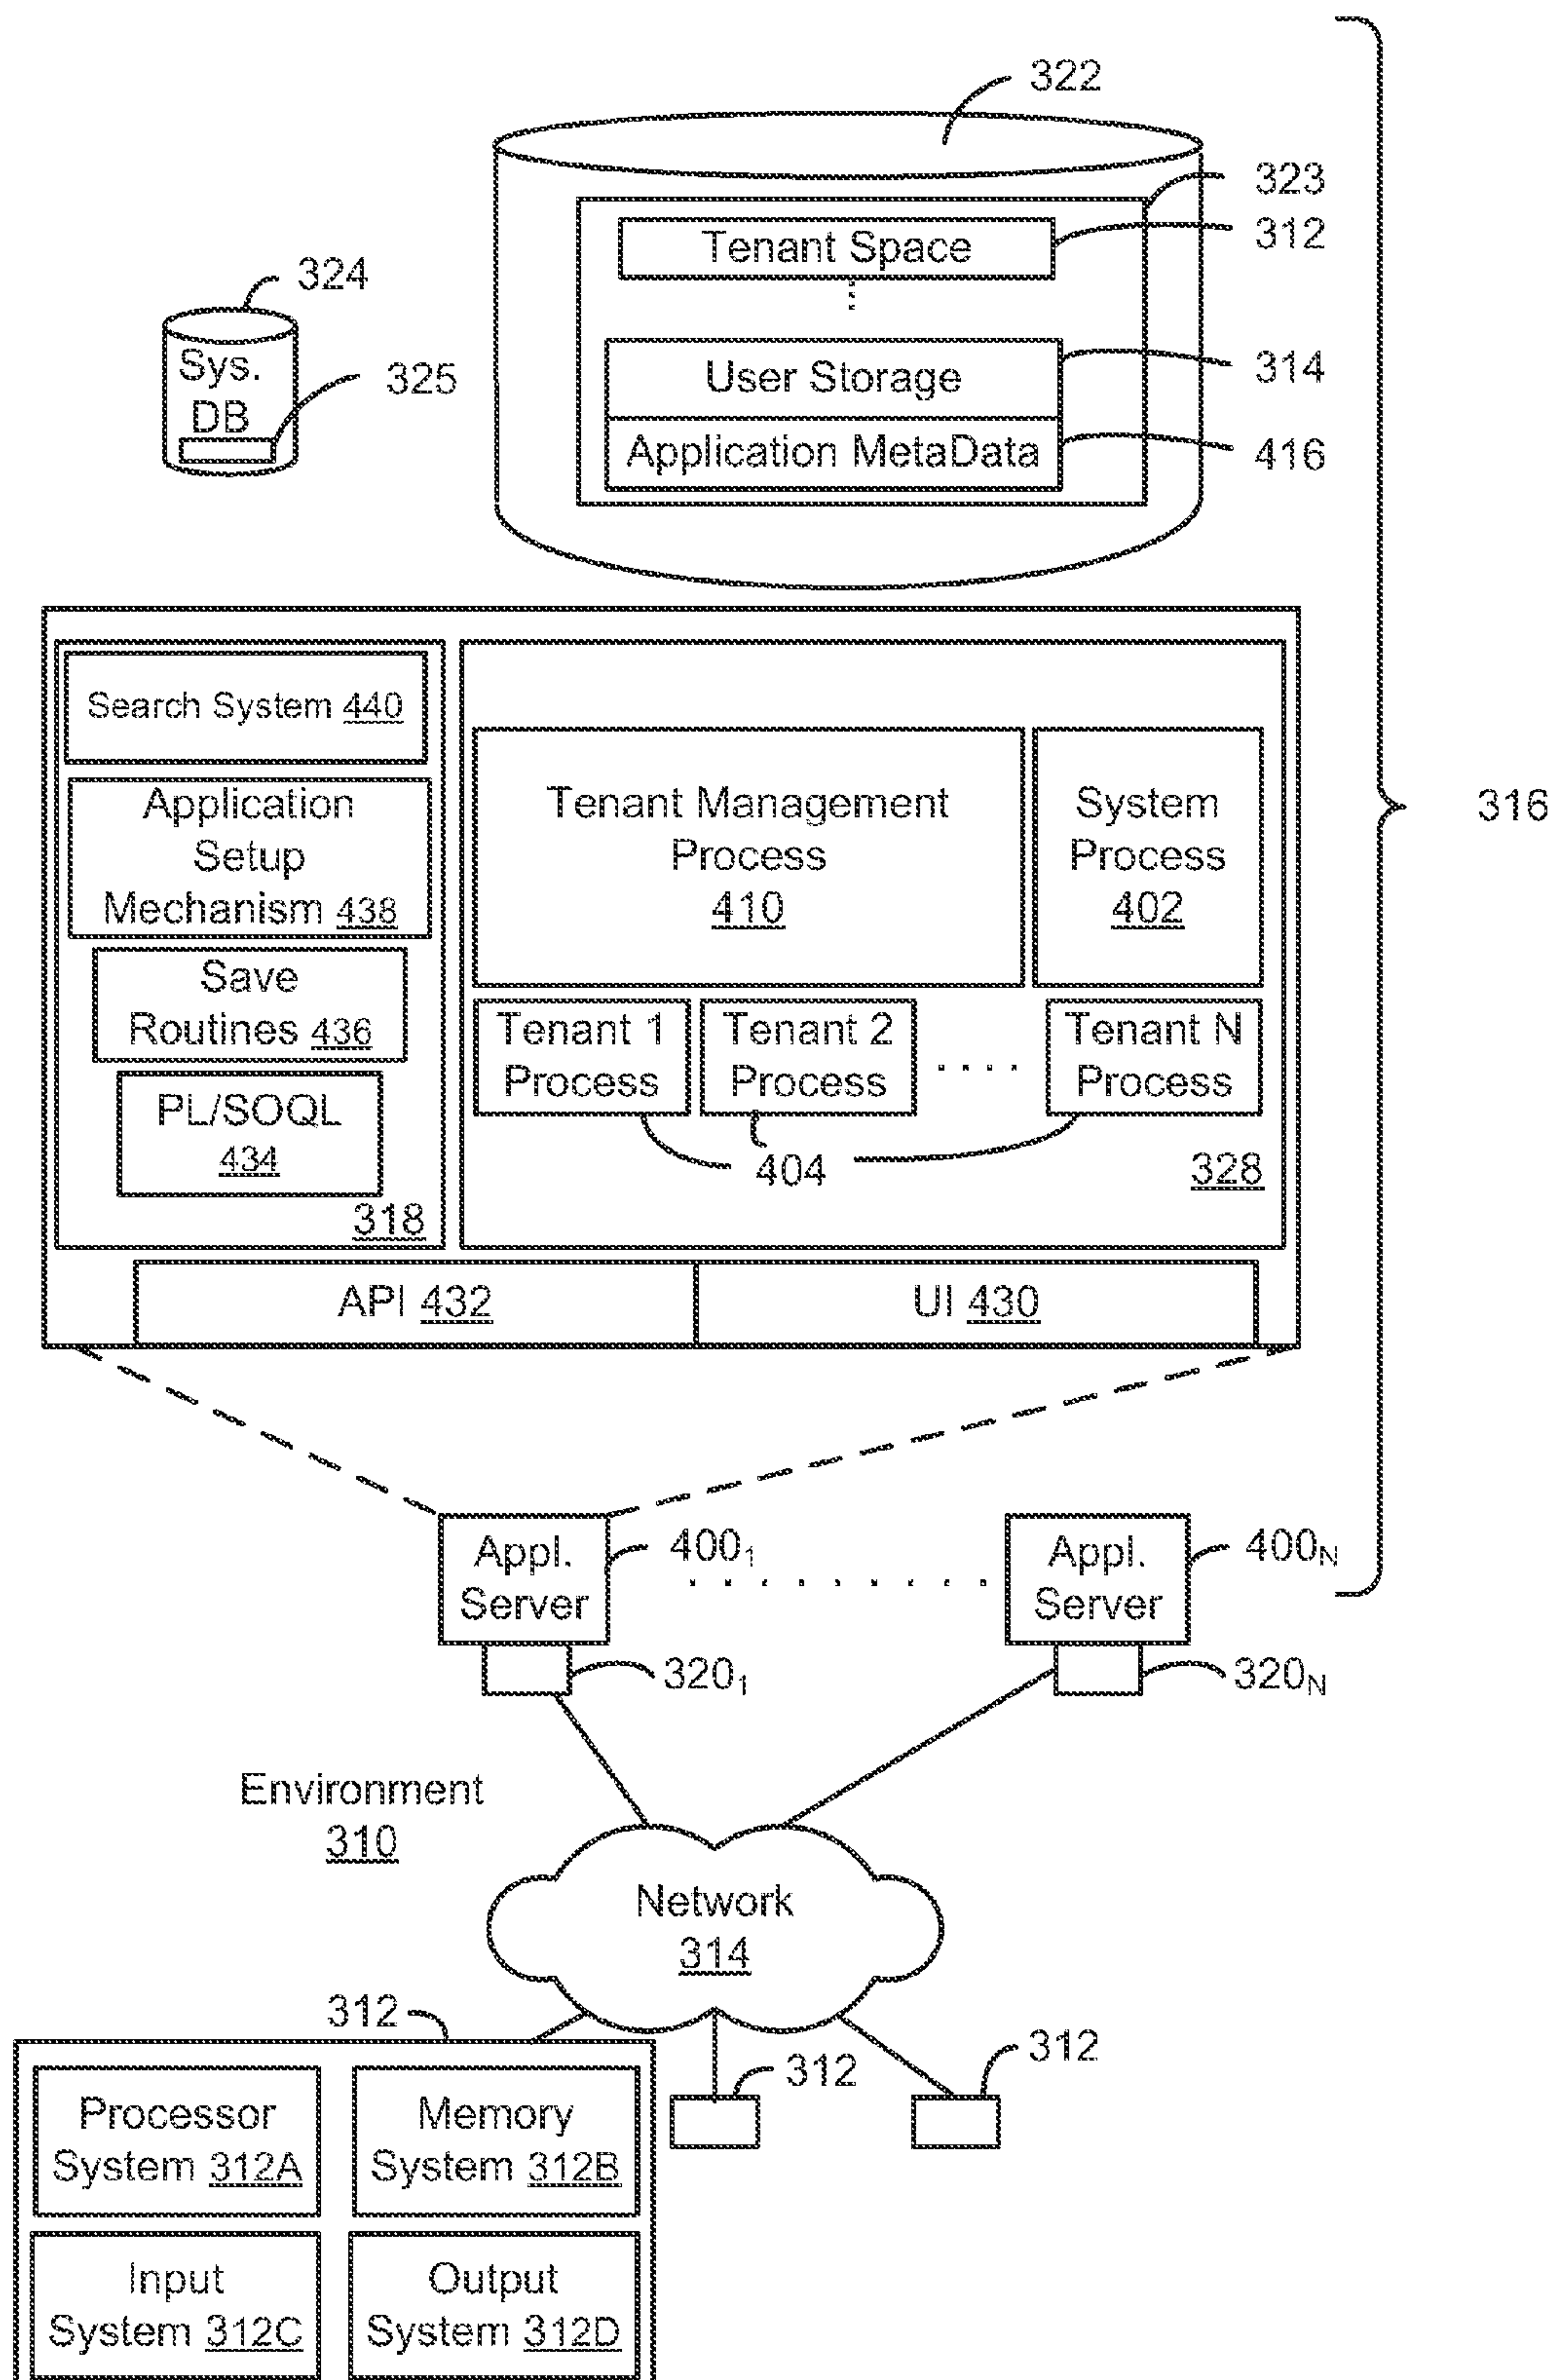 322
323
Tenant Space
312
324
Sys.
DB
325
User Storage
314
Application MetaData
416
Search System 440
Application
Setup
Mechanism 438
Save
Routines 436
PL/SOQL
434
318
Tenant Management
Process
410
System
Process
402
Tenant 1
Process
Tenant 2
Process
. . . .
Tenant N
Process
404
328
API 432
UI 430
316
Appl.
Server
400₁
. . . . . . . . .
Appl.
Server
400N
320₁
320N
Environment
310
Network
314
312
312
312
Processor
System 312A
Memory
System 312B
Input
System 312C
Output
System 312D